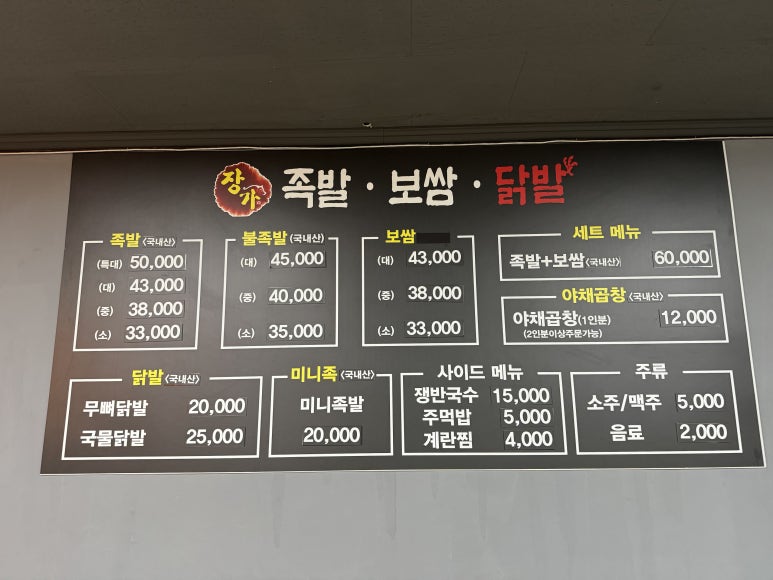 장가 족발 · 보쌈 · 닭발
족발 (국내산)
(특대) 50,000
(대) 43,000
(중) 38,000
(소) 33,000
불족발 (국내산)
(대) 45,000
(중) 40,000
(소) 35,000
보쌈
(대) 43,000
(중) 38,000
(소) 33,000
세트 메뉴
족발+보쌈(국내산) 60,000
야채곱창 (국내산)
야채곱창(1인분) 12,000
(2인분이상주문가능)
닭발 (국내산)
무뼈닭발 20,000
국물닭발 25,000
미니족 (국내산)
미니족발
20,000
사이드 메뉴
쟁반국수 15,000
주먹밥 5,000
계란찜 4,000
주류
소주/맥주 5,000
음료 2,000